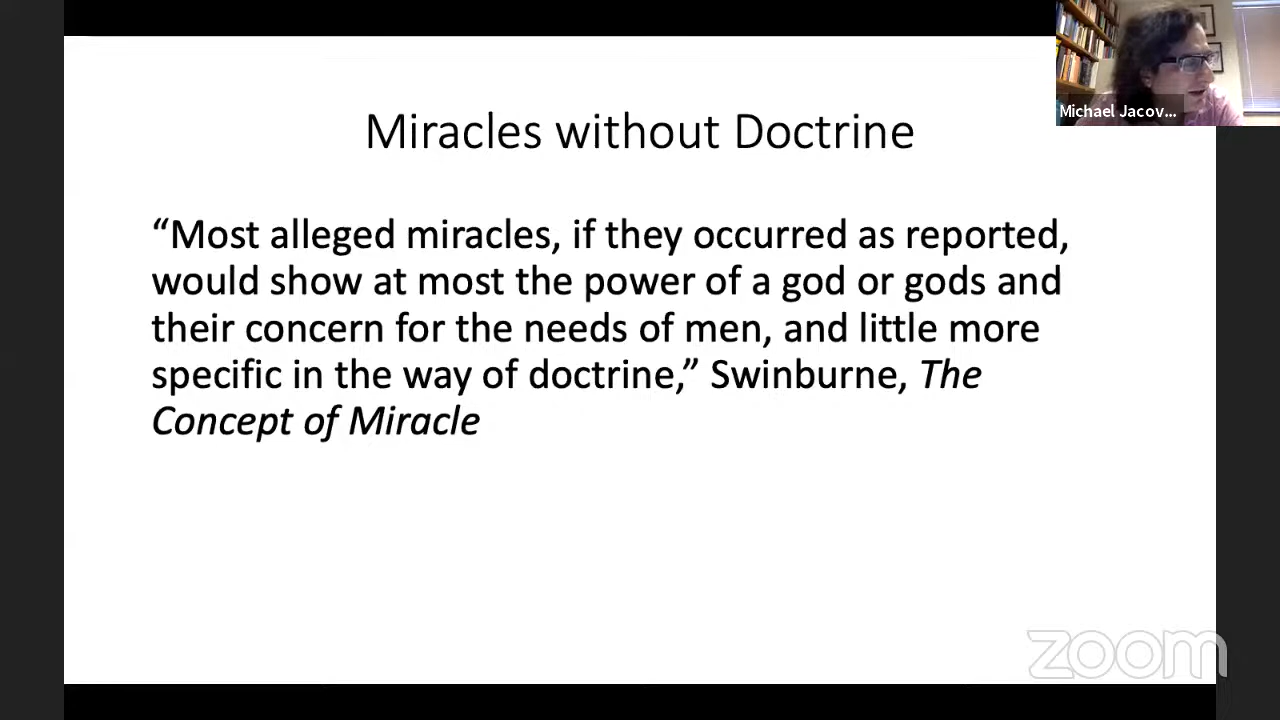 Michael Jacov...
Miracles without Doctrine
“Most alleged miracles, if they occurred as reported,
would show at most the power of a god or gods and
their concern for the needs of men, and little more
specific in the way of doctrine,” Swinburne, The
Concept of Miracle
zoom